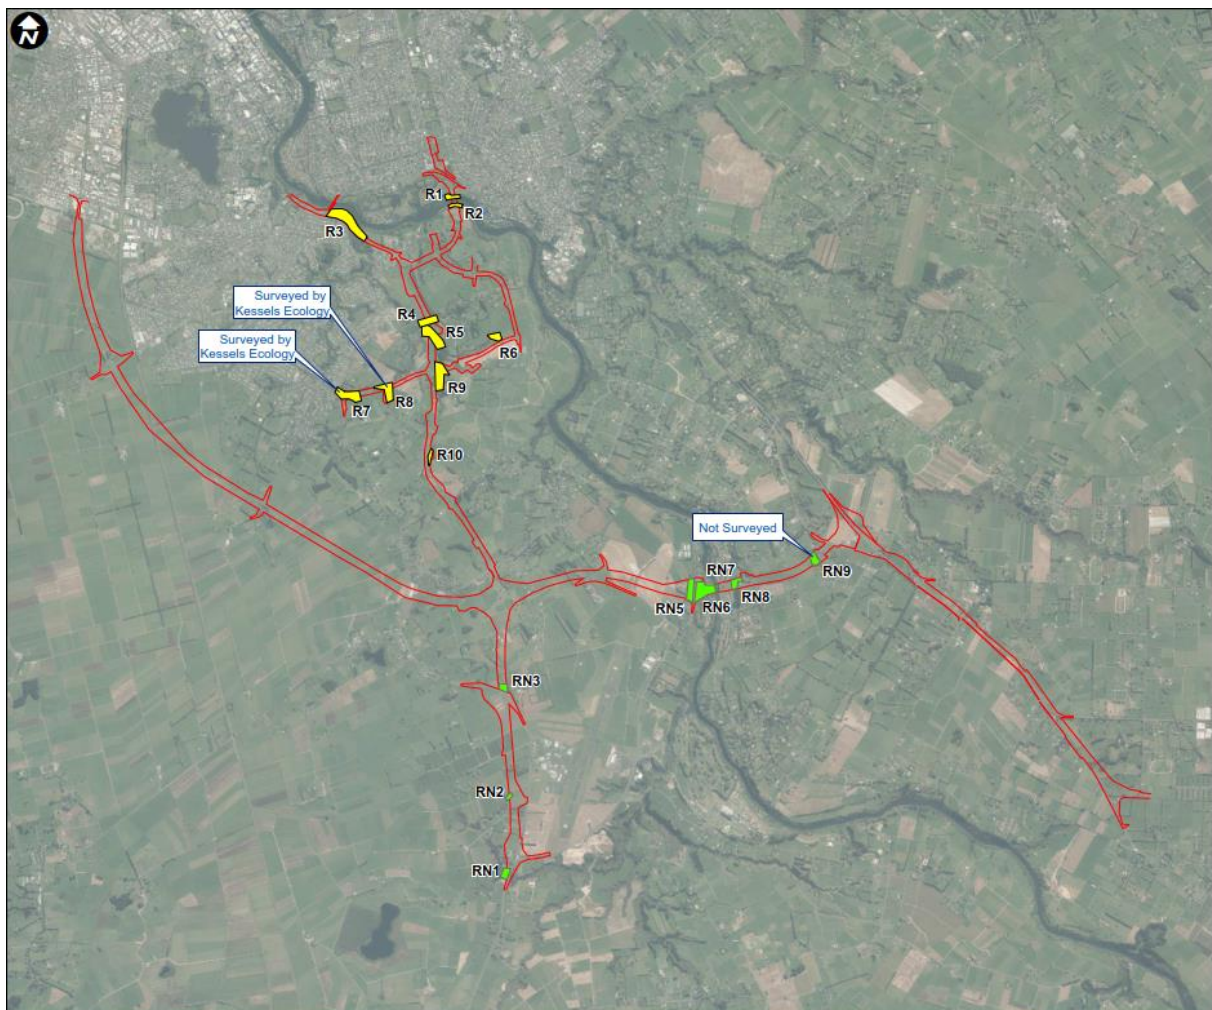 N
R1
R2
R3
Surveyed by
Kessels Ecology
R4
R5
Surveyed by
Kessels Ecology
R6
R7
R8
R9
R10
Not Surveyed
RN7
RN9
RN5
RN6
RN8
RN3
RN2
RN1